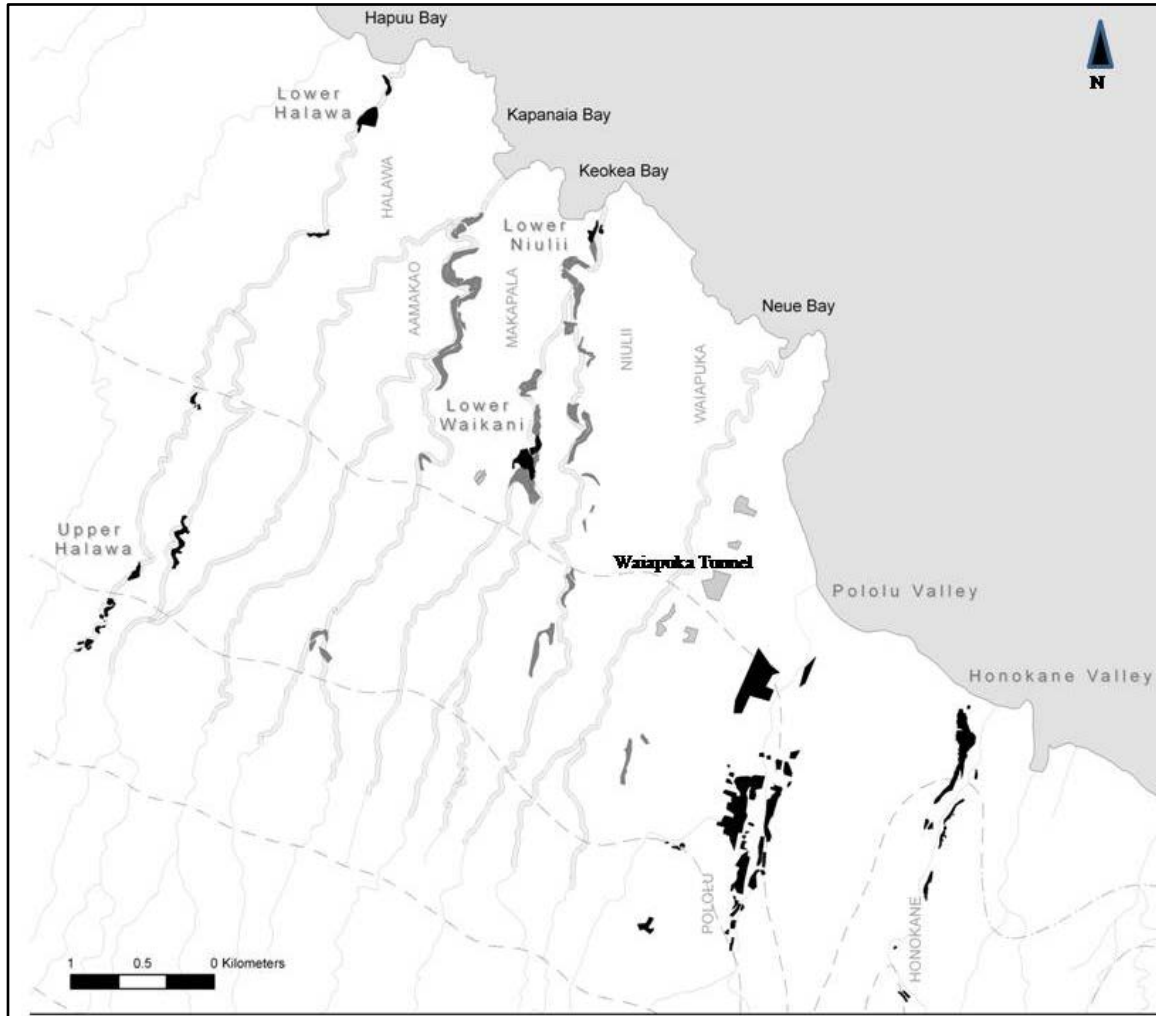 Hapuu Bay
N
Lower
Halawa
Kapanaia Bay
HALAWA
Keokea Bay
Lower
Niulii
AAMAKAO
MAKAPALA
NIULII
Neue Bay
WAIAPUKA
Lower
Waikani
Upper
Halawa
Waiapuka Tunnel
Pololu Valley
Honokane Valley
POLOLU
HONOKANE
1 0.5 0 Kilometers